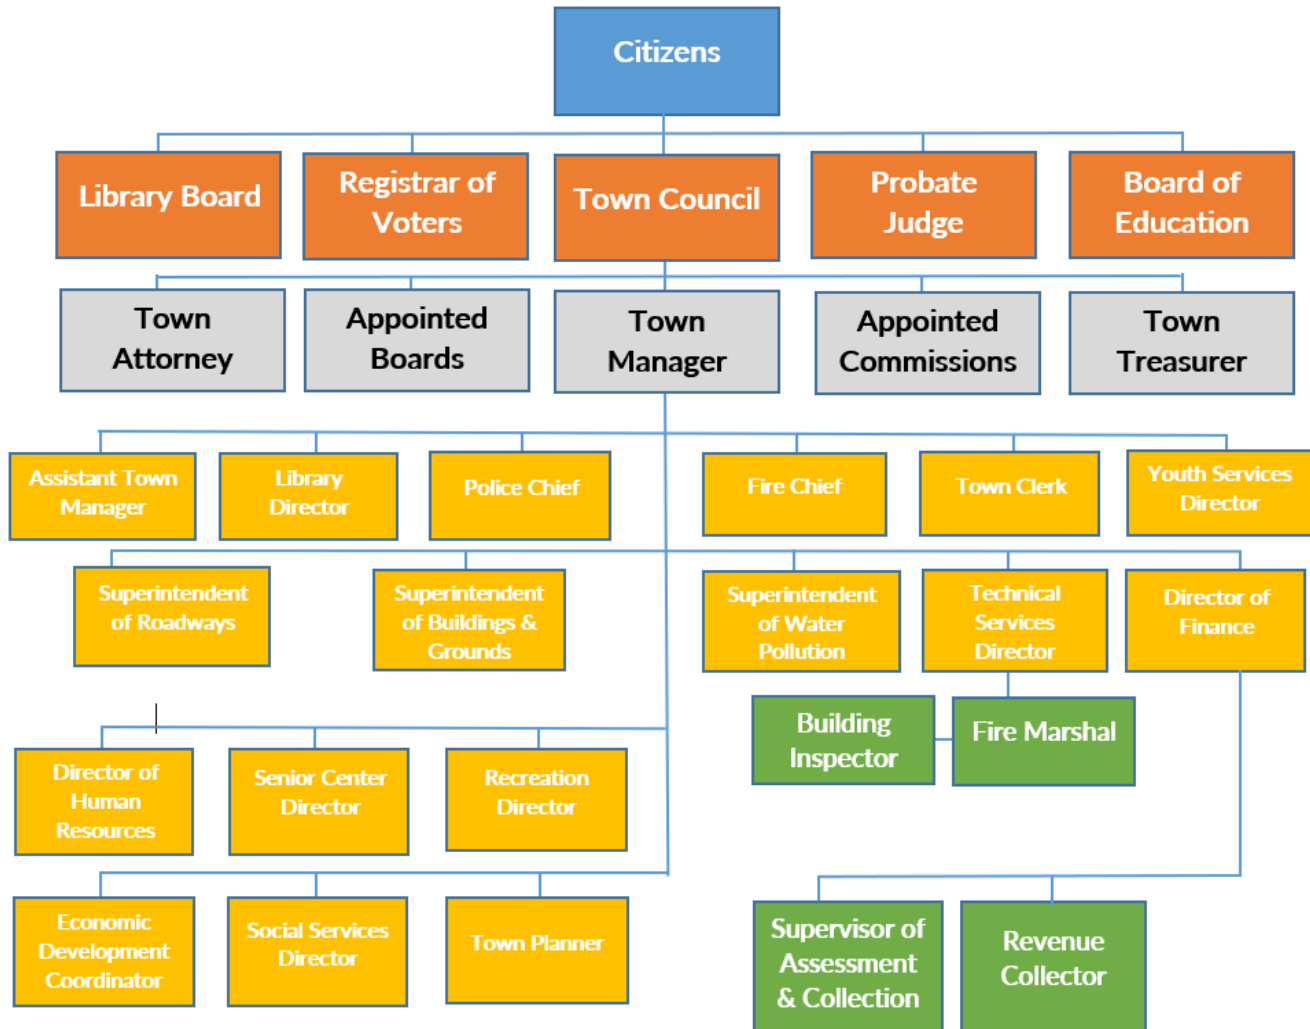 Citizens
Library Board
Registrar of
Voters
Town Council
Probate
Judge
Board of
Education
Town
Attorney
Appointed
Boards
Town
Manager
Appointed
Commissions
Town
Treasurer
Assistant Town
Manager
Library
Director
Police Chief
Fire Chief
Town Clerk
Youth Services
Director
Superintendent
of Roadways
Superintendent
of Buildings &
Grounds
Superintendent
of Water
Pollution
Technical
Services
Director
Director of
Finance
Building
Inspector
Fire Marshal
Director of
Human
Resources
Senior Center
Director
Recreation
Director
Economic
Development
Coordinator
Social Services
Director
Town Planner
Supervisor of
Assessment
& Collection
Revenue
Collector